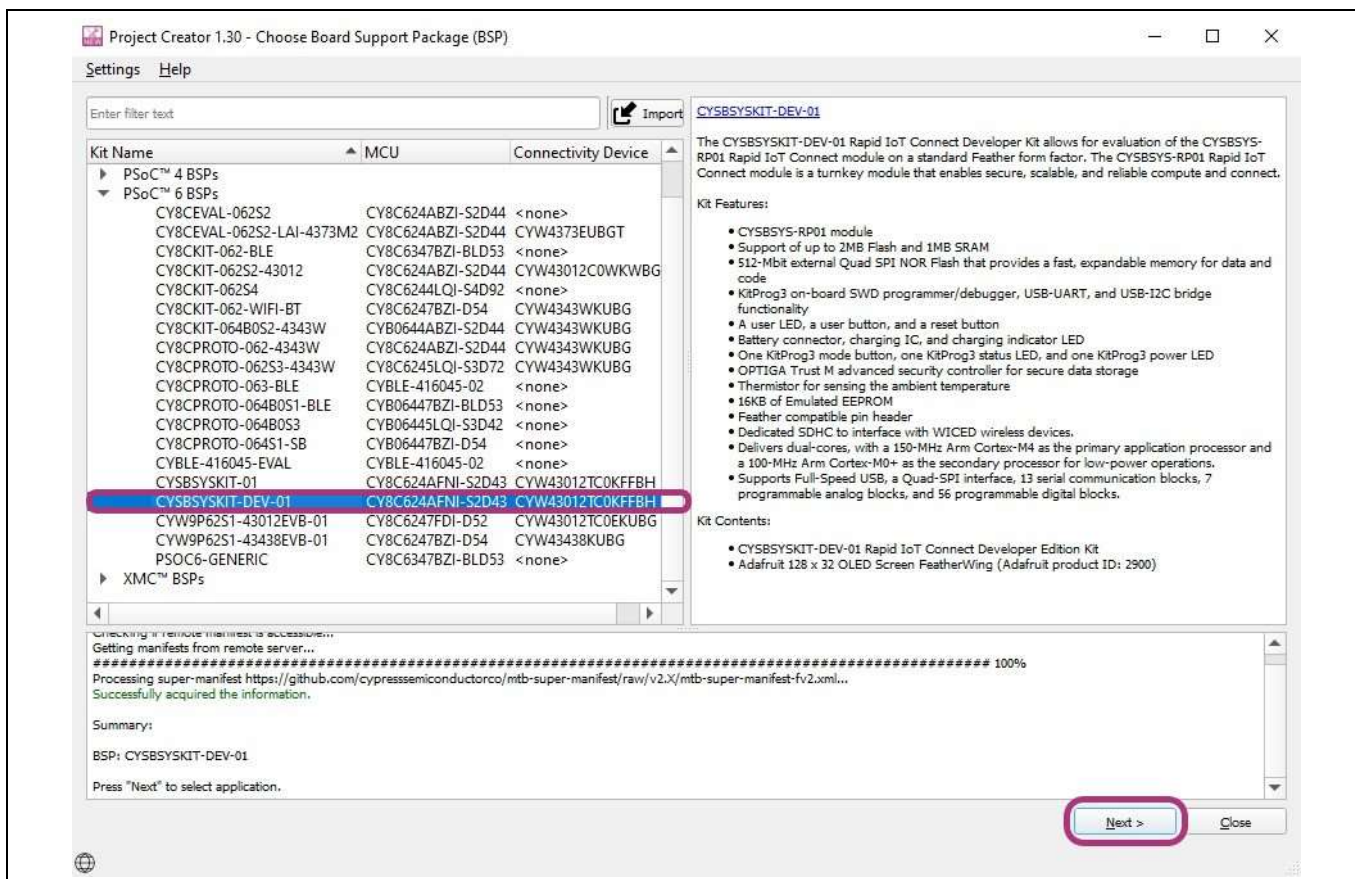 Project Creator 1.30 - Choose Board Support Package (BSP)
Settings Help
Enter filter text
Import
Kit Name MCU Connectivity Device
PSoC™ 4 BSPs
PSoC™ 6 BSPs
CY8CEVAL-062S2 CY8C624ABZI-S2D44 <none>
CY8CEVAL-062S2-LAI-4373M2 CY8C624ABZI-S2D44 CYW4373EUBGT
CY8CKIT-062-BLE CY8C6347BZI-BLD53 <none>
CY8CKIT-062S2-43012 CY8C624ABZI-S2D44 CYW43012C0WKWBG
CY8CKIT-062S4 CY8C6244LQI-S4D92 <none>
CY8CKIT-062-WIFI-BT CY8C6247BZI-D54 CYW4343WKUBG
CY8CKIT-064B0S2-4343W CYB0644ABZI-S2D44 CYW4343WKUBG
CY8CPROTO-062-4343W CY8C624ABZI-S2D44 CYW4343WKUBG
CY8CPROTO-062S3-4343W CY8C6245LQI-S3D72 CYW4343WKUBG
CY8CPROTO-063-BLE CYBLE-416045-02 <none>
CY8CPROTO-064B0S1-BLE CYB06447BZI-BLD53 <none>
CY8CPROTO-064B0S3 CYB06445LQI-S3D42 <none>
CY8CPROTO-064S1-SB CYB06447BZI-D54 <none>
CYBLE-416045-EVAL CYBLE-416045-02 <none>
CYSBSYSKIT-01 CY8C624AFNI-S2D43 CYW43012TC0KFFBH
CYSBSYSKIT-DEV-01 CY8C624AFNI-S2D43 CYW43012TC0KFFBH
CYW9P62S1-43012EVB-01 CY8C6247FDI-D52 CYW43012TC0EKUBG
CYW9P62S1-43438EVB-01 CY8C6247BZI-D54 CYW43438KUBG
PSOC6-GENERIC CY8C6347BZI-BLD53 <none>
XMC™ BSPs
CYSBSYSKIT-DEV-01
The CYSBSYSKIT-DEV-01 Rapid IoT Connect Developer Kit allows for evaluation of the CYSBSYS-
RP01 Rapid IoT Connect module on a standard Feather form factor. The CYSBSYS-RP01 Rapid IoT
Connect module is a turnkey module that enables secure, scalable, and reliable compute and connect.
Kit Features:
• CYSBSYS-RP01 module
• Support of up to 2MB Flash and 1MB SRAM
• 512-Mbit external Quad SPI NOR Flash that provides a fast, expandable memory for data and
code
• KitProg3 on-board SWD programmer/debugger, USB-UART, and USB-I2C bridge
functionality
• A user LED, a user button, and a reset button
• Battery connector, charging IC, and charging indicator LED
• One KitProg3 mode button, one KitProg3 status LED, and one KitProg3 power LED
• OPTIGA Trust M advanced security controller for secure data storage
• Thermistor for sensing the ambient temperature
• 16KB of Emulated EEPROM
• Feather compatible pin header
• Dedicated SDHC to interface with WICED wireless devices.
• Delivers dual-cores, with a 150-MHz Arm Cortex-M4 as the primary application processor and
a 100-MHz Arm Cortex-M0+ as the secondary processor for low-power operations.
• Supports Full-Speed USB, a Quad-SPI interface, 13 serial communication blocks, 7
programmable analog blocks, and 56 programmable digital blocks.
Kit Contents:
• CYSBSYSKIT-DEV-01 Rapid IoT Connect Developer Edition Kit
• Adafruit 128 x 32 OLED Screen FeatherWing (Adafruit product ID: 2900)
Checking if remote manifest is accessible...
Getting manifests from remote server...
################################################################################################ 100%
Processing super-manifest https://github.com/cypresssemiconductorco/mtb-super-manifest/raw/v2.X/mtb-super-manifest-fv2.xml...
Successfully acquired the information.
Summary:
BSP: CYSBSYSKIT-DEV-01
Press "Next" to select application.
Next > Close